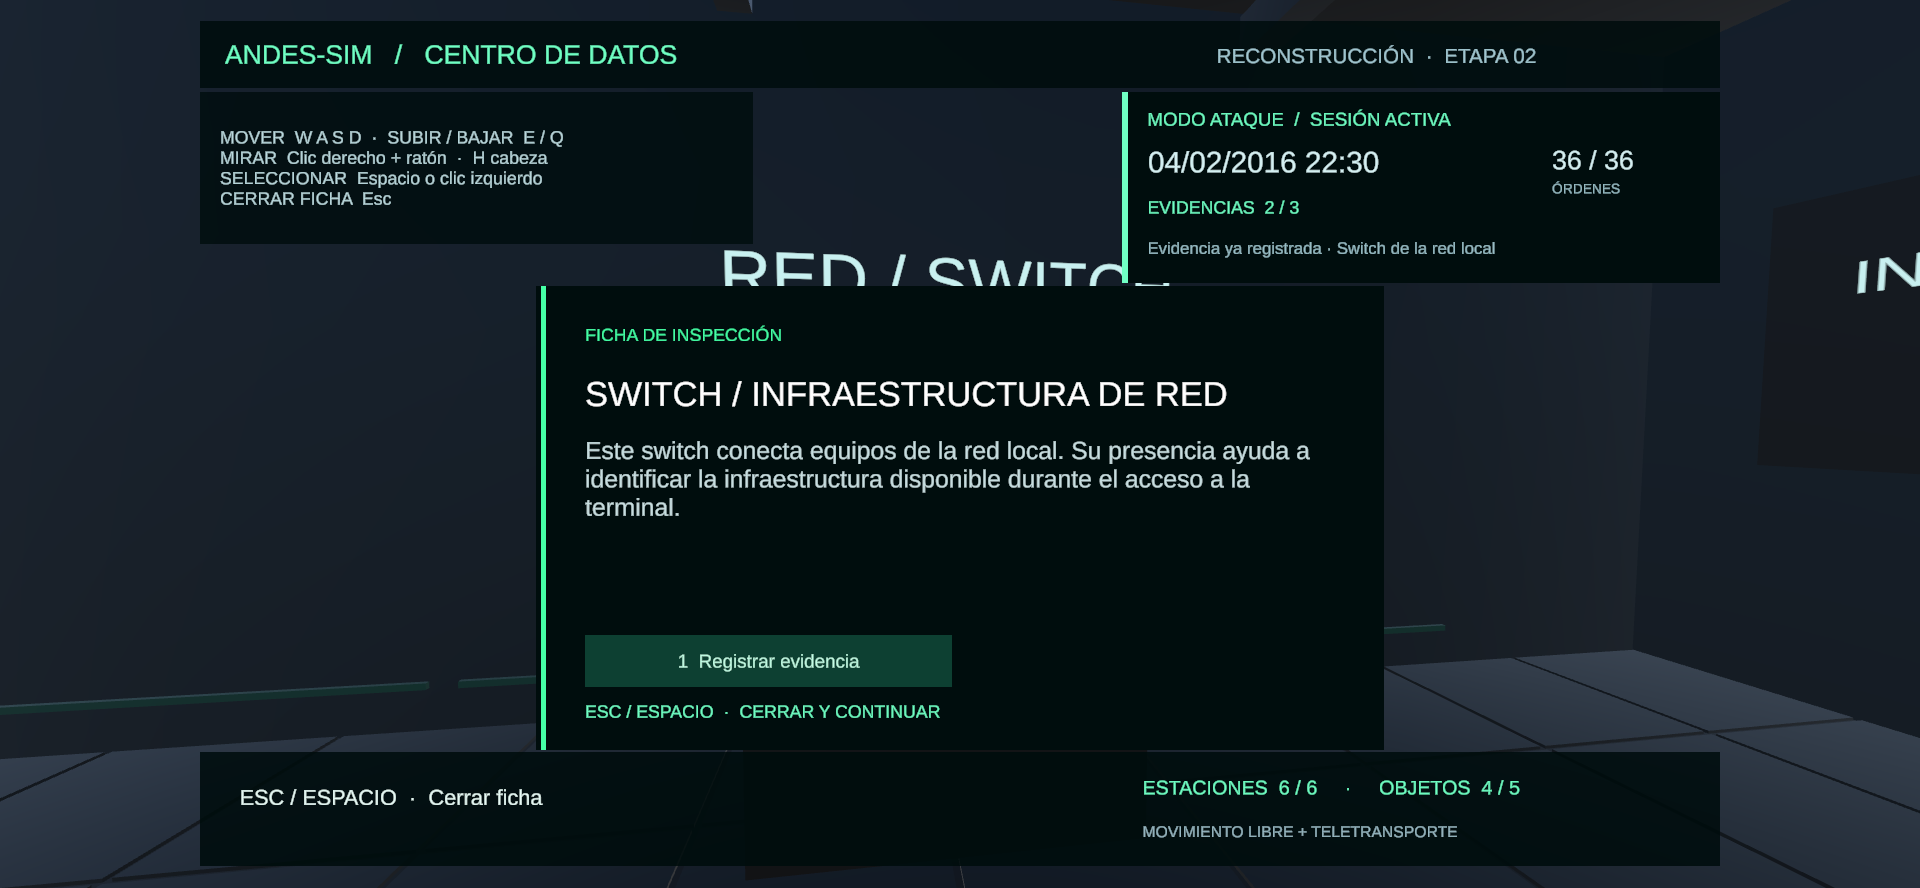 ANDES-SIM / CENTRO DE DATOS
RECONSTRUCCIÓN · ETAPA 02
MOVER W A S D · SUBIR / BAJAR E / Q
MIRAR Clic derecho + ratón · H cabeza
SELECCIONAR Espacio o clic izquierdo
CERRAR FICHA Esc
MODO ATAQUE / SESIÓN ACTIVA
04/02/2016 22:30
36 / 36
ÓRDENES
EVIDENCIAS 2 / 3
Evidencia ya registrada · Switch de la red local
RED / SWITCH
IN
FICHA DE INSPECCIÓN
SWITCH / INFRAESTRUCTURA DE RED
Este switch conecta equipos de la red local. Su presencia ayuda a
identificar la infraestructura disponible durante el acceso a la
terminal.
1 Registrar evidencia
ESC / ESPACIO · CERRAR Y CONTINUAR
ESC / ESPACIO · Cerrar ficha
ESTACIONES 6 / 6 · OBJETOS 4 / 5
MOVIMIENTO LIBRE + TELETRANSPORTE